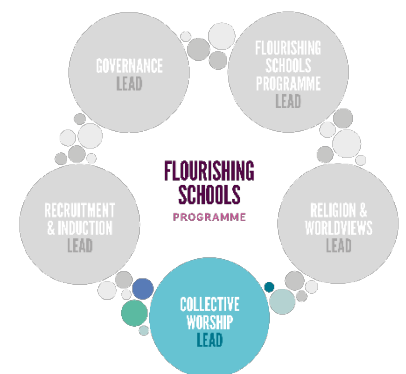 GOVERNANCE
LEAD
FLOURISHING
SCHOOLS
PROGRAMME
LEAD
FLOURISHING
SCHOOLS
PROGRAMME
RECRUITMENT
& INDUCTION
LEAD
RELIGION &
WORLDVIEWS
LEAD
COLLECTIVE
WORSHIP
LEAD